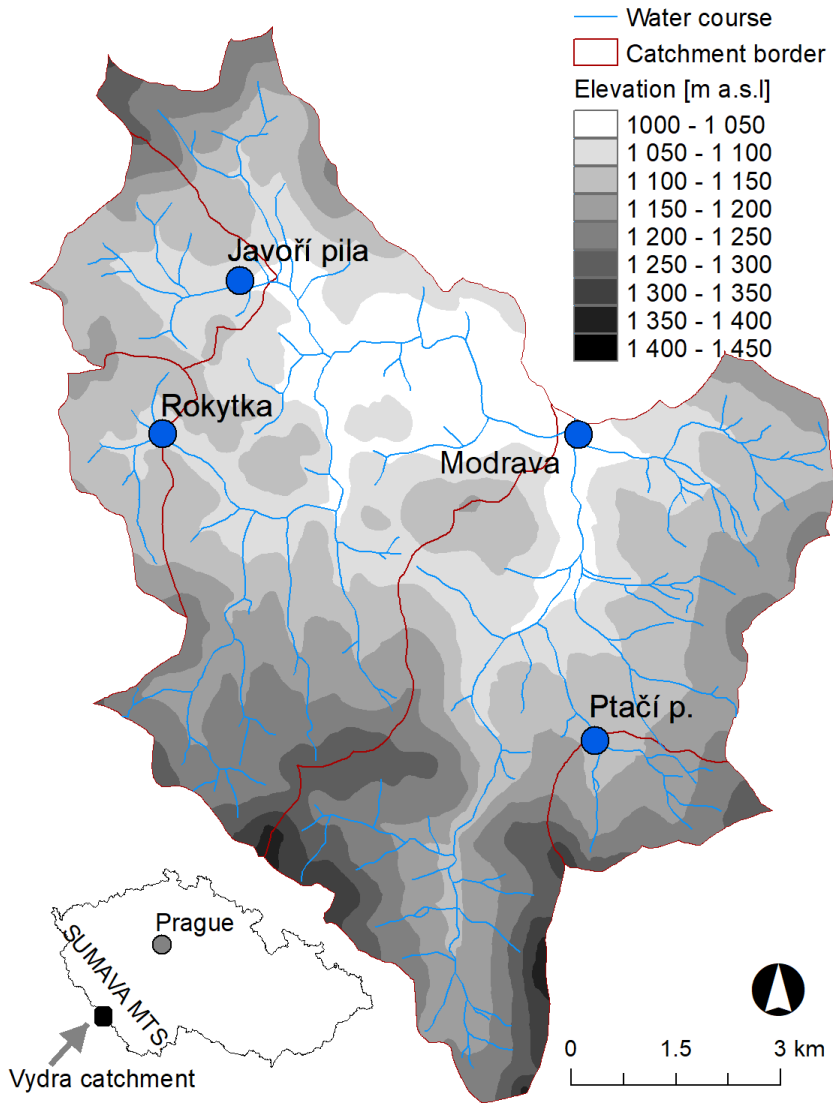 Water course
Catchment border
Elevation [m a.s.l]
1000 - 1 050
1 050 - 1 100
1 100 - 1 150
1 150 - 1 200
1 200 - 1 250
1 250 - 1 300
1 300 - 1 350
1 350 - 1 400
1 400 - 1 450
Javoří pila
Rokytka
Modrava
Ptačí p.
Prague
SUMAVA MTS
Vydra catchment
0 1.5 3 km